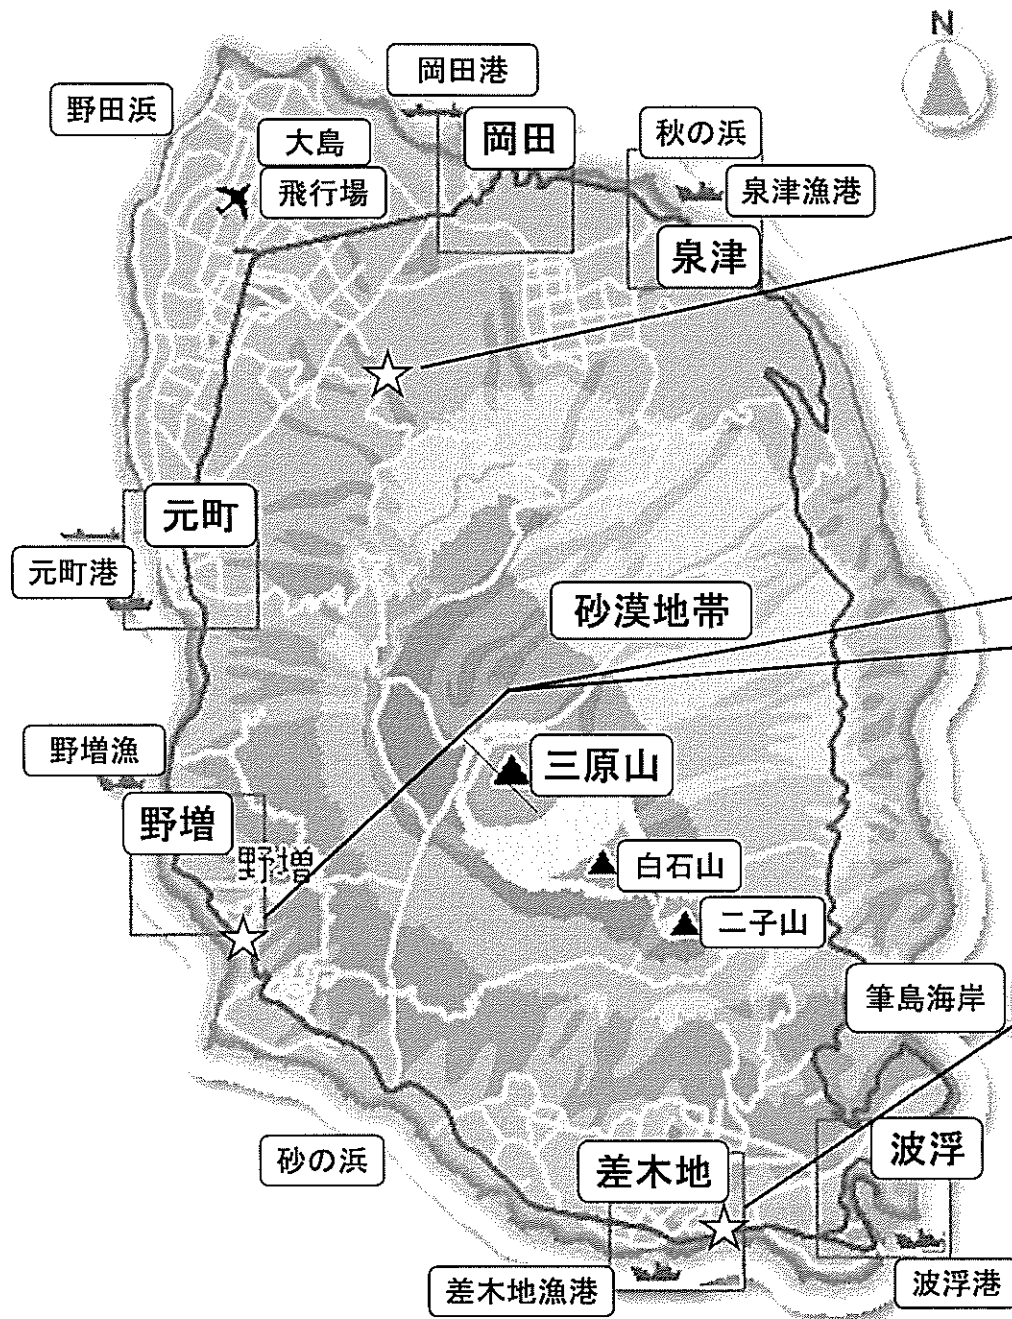 N
岡田港
野田浜
岡田
秋の浜
大島
飛行場
泉津漁港
泉津
元町
元町港
砂漠地帯
野増漁
三原山
野増
野増
白石山
二子山
筆島海岸
波浮
砂の浜
差木地
差木地漁港
波浮港